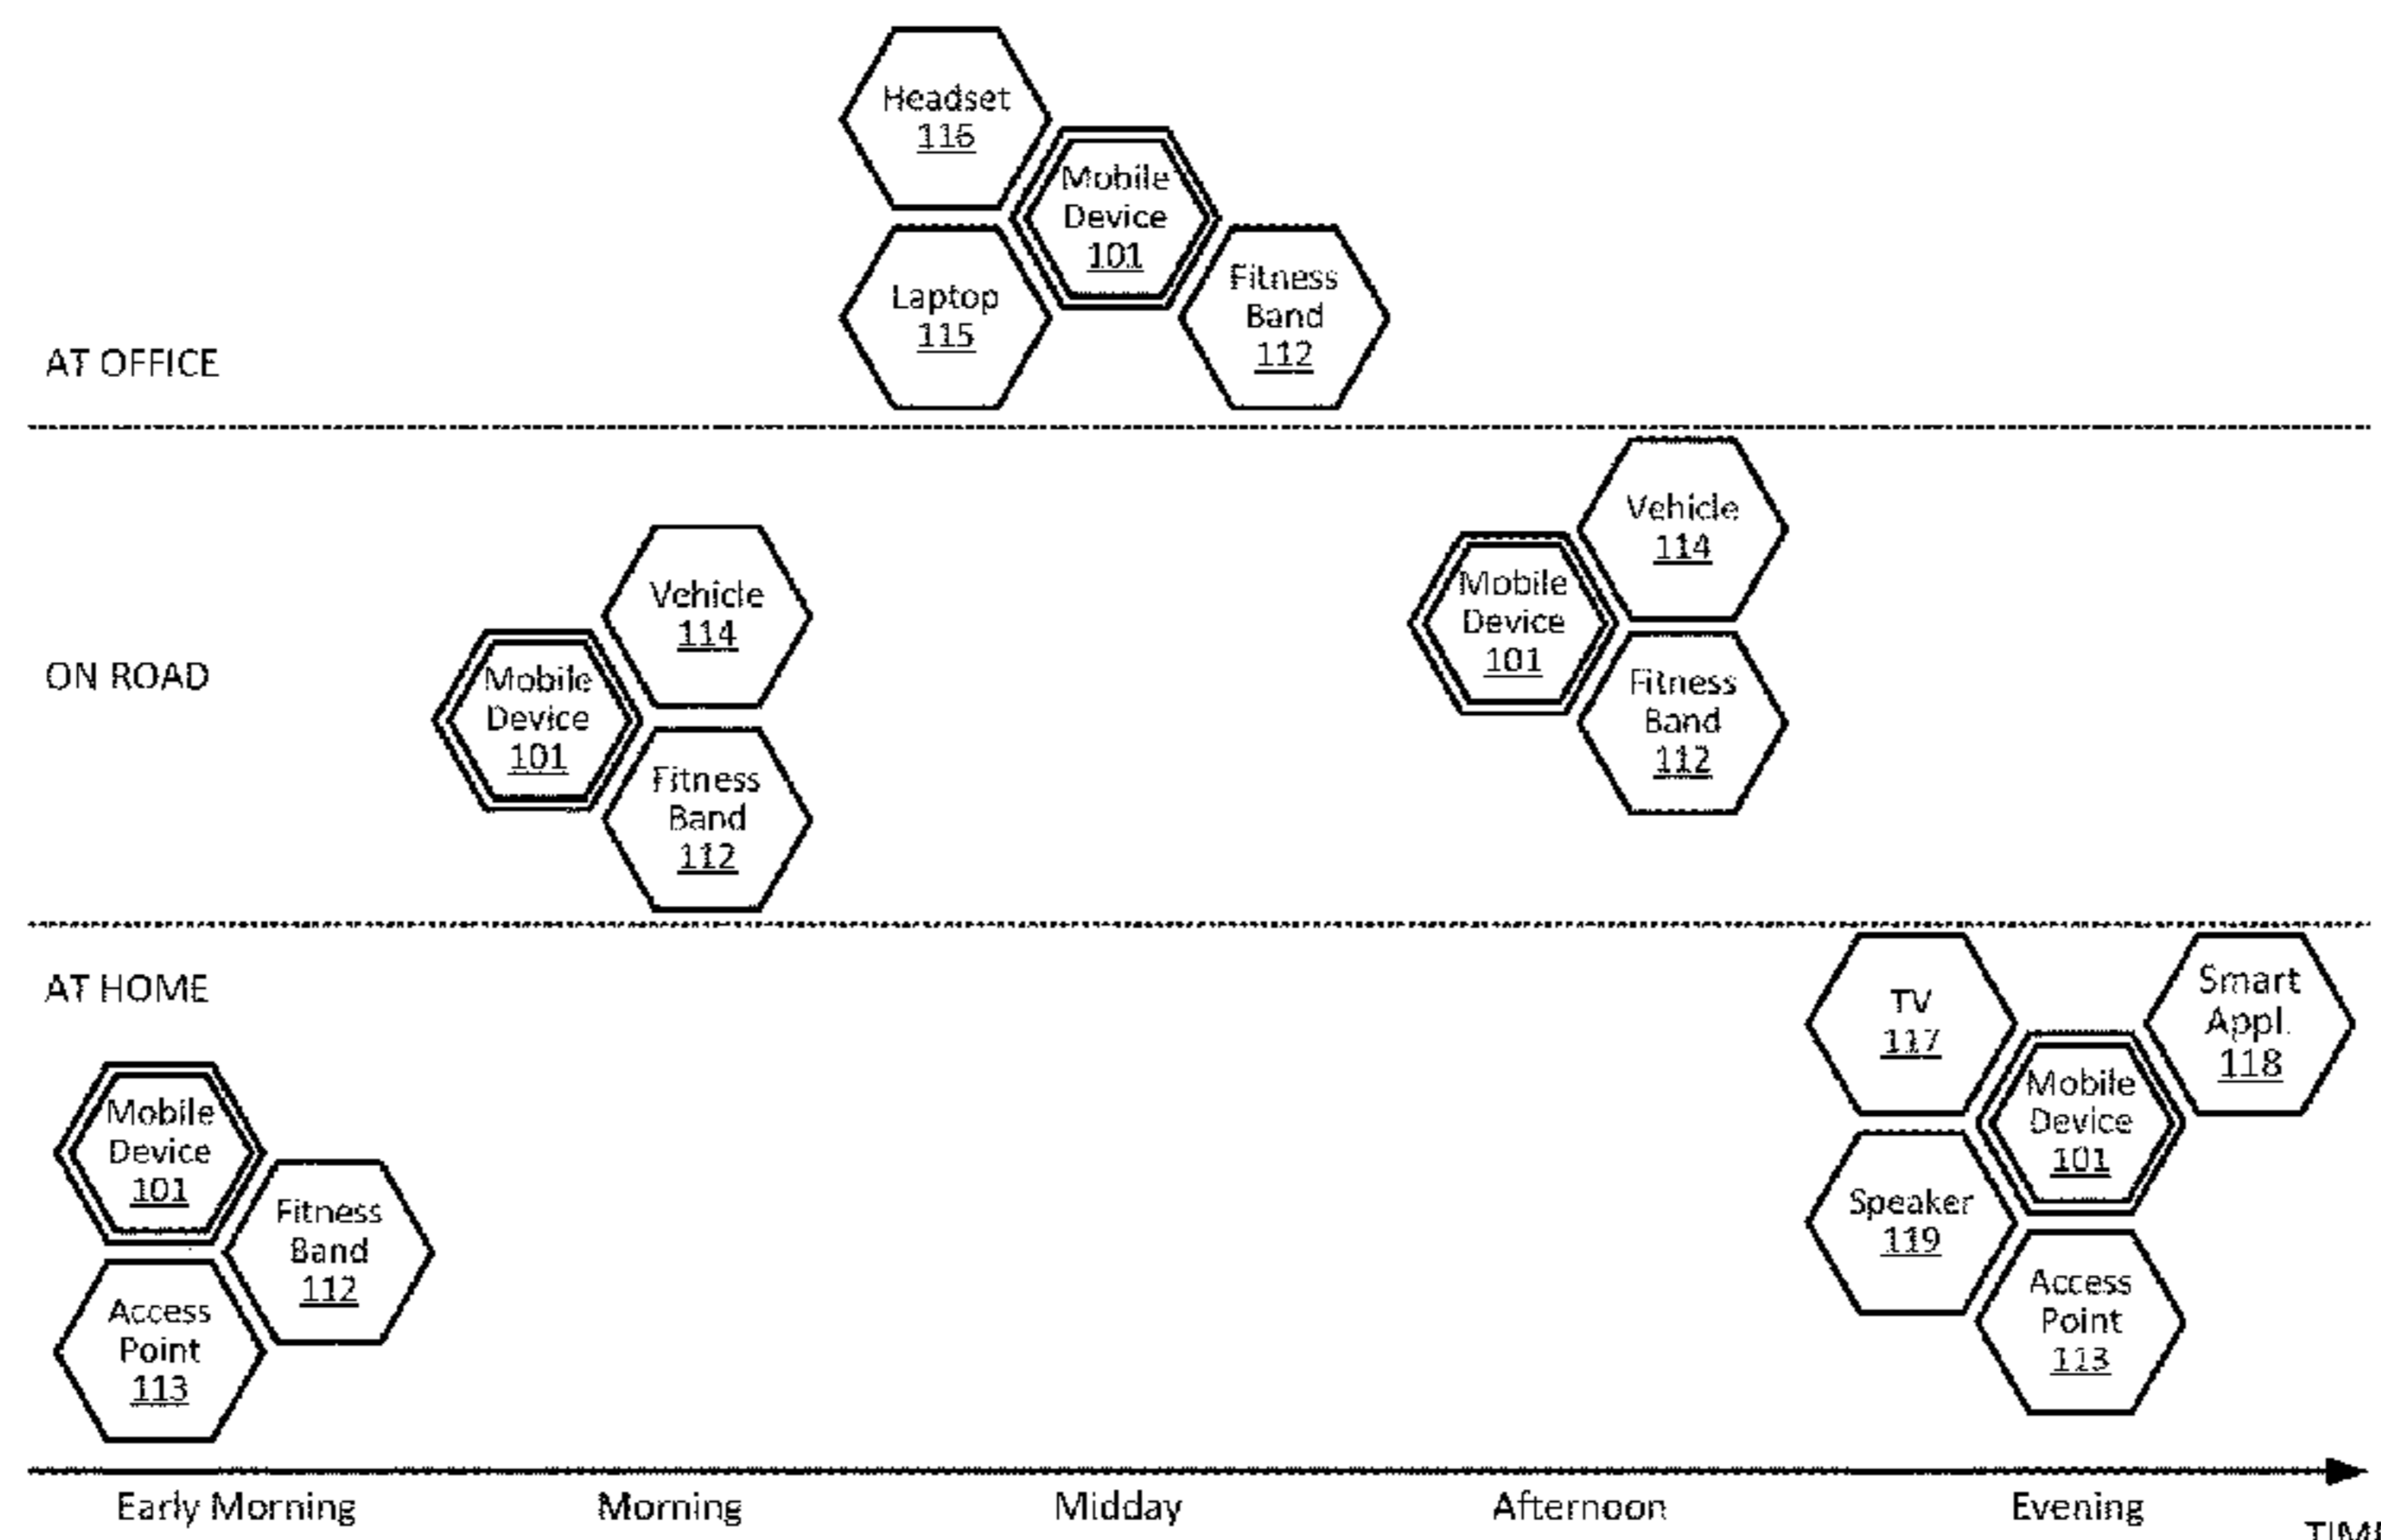 Headset
116
Mobile
Device
101
Laptop
115
Fitness
Band
112
AT OFFICE
Vehicle
114
Mobile
Device
101
Fitness
Band
112
ON ROAD
Vehicle
114
Mobile
Device
101
Fitness
Band
112
AT HOME
Mobile
Device
101
Fitness
Band
112
Access
Point
113
TV
117
Smart
Appl.
118
Mobile
Device
101
Speaker
119
Access
Point
113
Early Morning
Morning
Midday
Afternoon
Evening